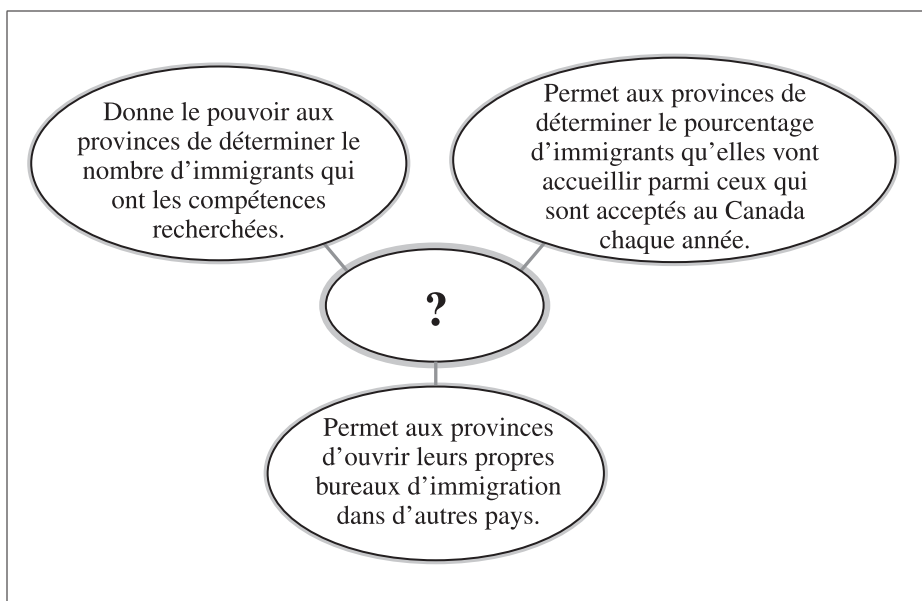 Donne le pouvoir aux
provinces de déterminer le
nombre d'immigrants qui
ont les compétences
recherchées.
Permet aux provinces de
déterminer le pourcentage
d'immigrants qu'elles vont
accueillir parmi ceux qui
sont acceptés au Canada
chaque année.
?
Permet aux provinces
d'ouvrir leurs propres
bureaux d'immigration
dans d'autres pays.